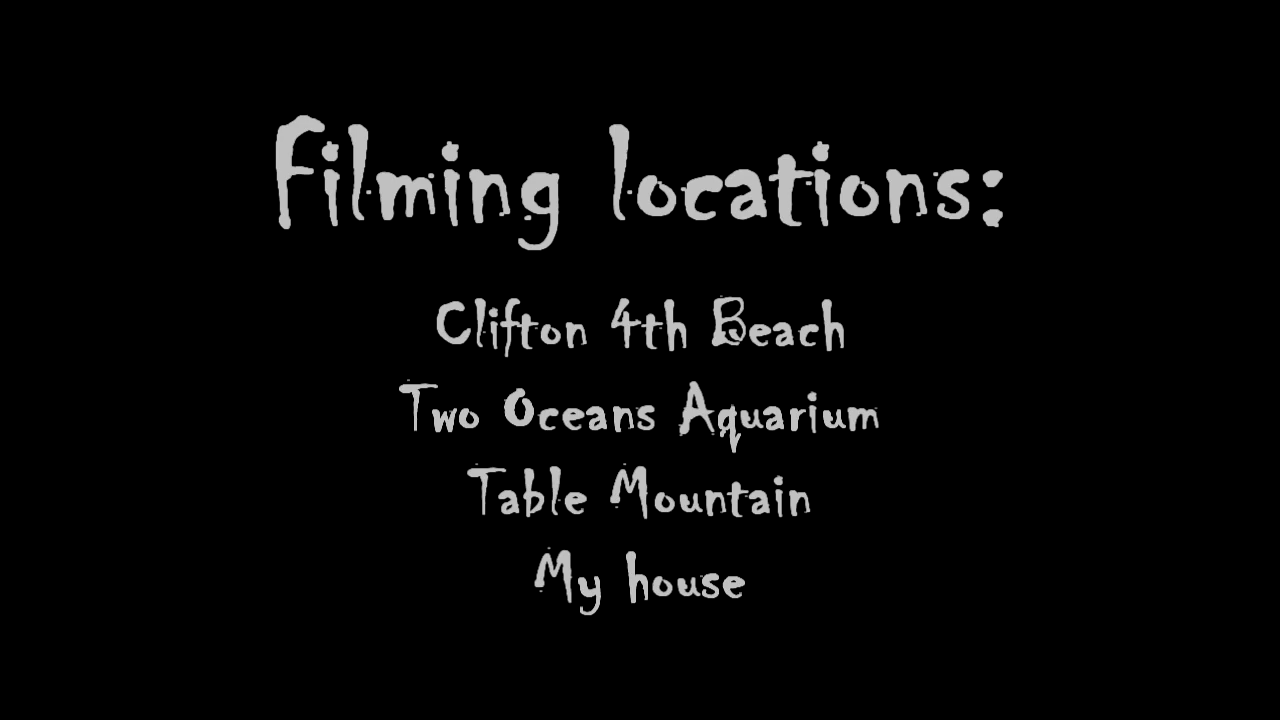 Filming locations:
Clifton 4th Beach
Two Oceans Aquarium
Table Mountain
My house